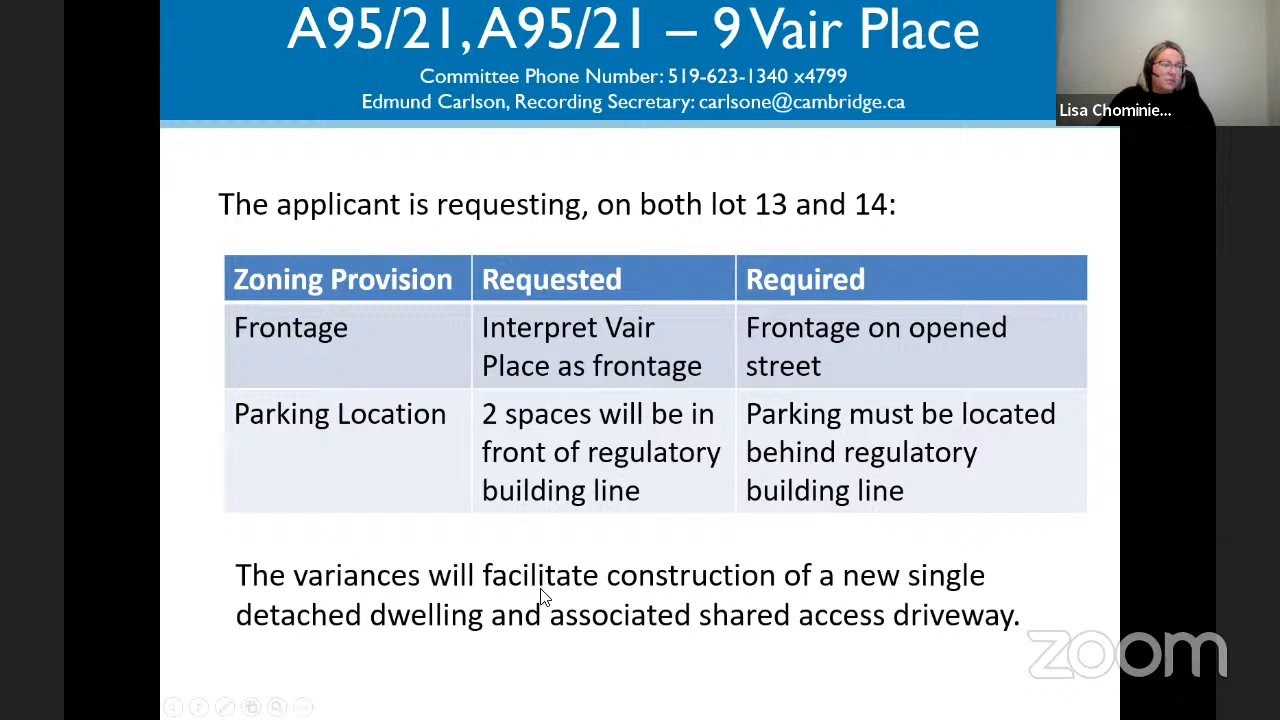 A95/21, A95/21 – 9 Vair Place
Committee Phone Number: 519-623-1340 x4799
Edmund Carlson, Recording Secretary: carlsone@cambridge.ca
Lisa Chominie...
The applicant is requesting, on both lot 13 and 14:
Zoning Provision
Requested
Required
Frontage
Interpret Vair
Place as frontage
Frontage on opened
street
Parking Location
2 spaces will be in
front of regulatory
building line
Parking must be located
behind regulatory
building line
The variances will facilitate construction of a new single
detached dwelling and associated shared access driveway.
zoom